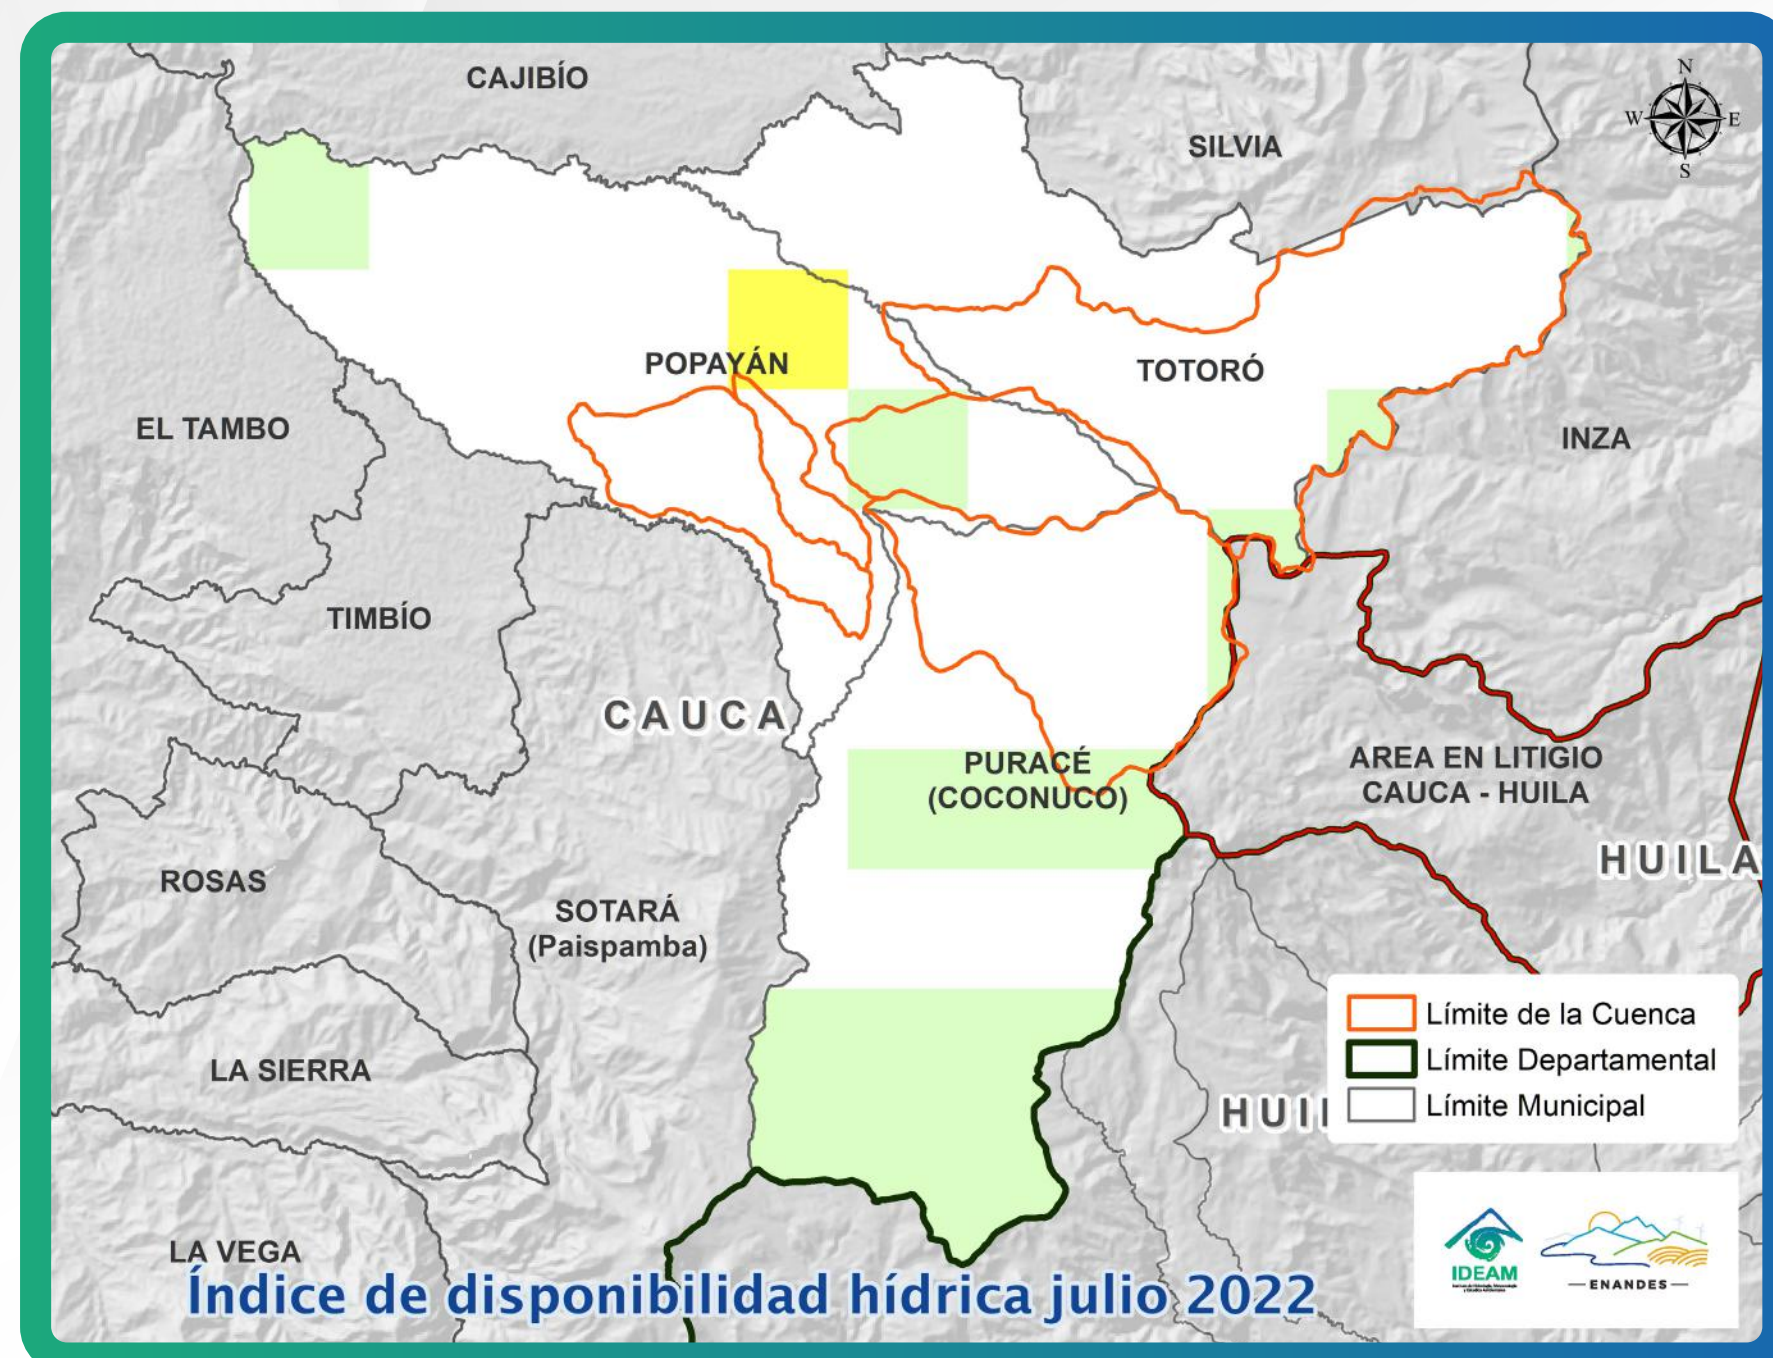 CAJIBÍO
N
W E
S
SILVIA
POPAYÁN
TOTORÓ
EL TAMBO
INZA
TIMBÍO
CAUCA
PURACÉ
(COCONUCO)
AREA EN LITIGIO
CAUCA - HUILA
HUILA
ROSAS
SOTARÁ
(Paispamba)
Límite de la Cuenca
Límite Departamental
Límite Municipal
LA SIERRA
HUI
LA VEGA
IDEAM
ENANDES
Índice de disponibilidad hídrica julio 2022